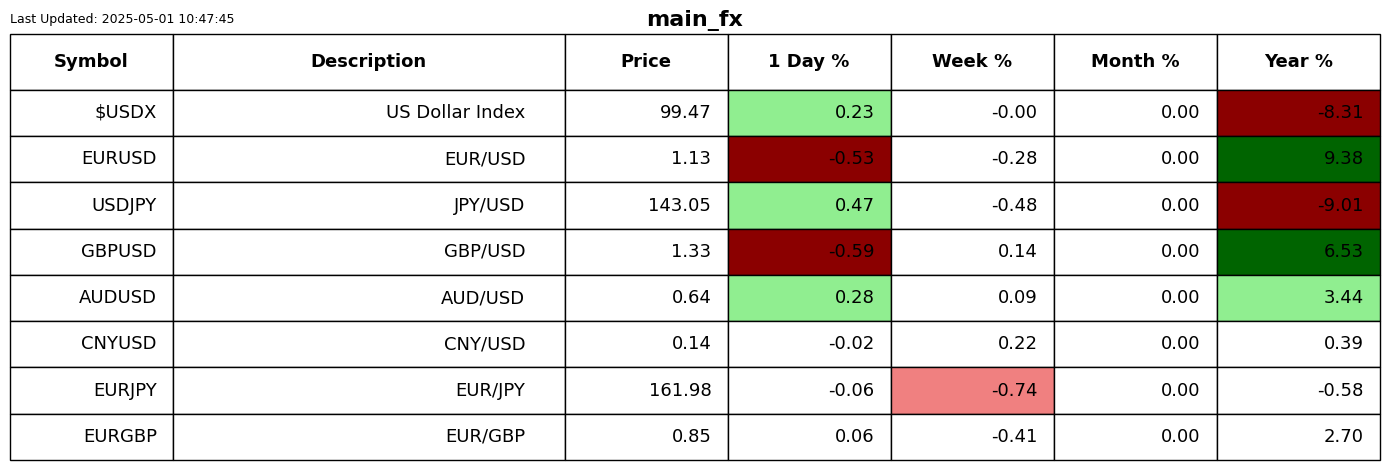 Last Updated: 2025-05-01 10:47:45
main_fx
Symbol Description Price 1 Day % Week % Month % Year %
$USDX US Dollar Index 99.47 0.23 -0.00 0.00 -8.31
EURUSD EUR/USD 1.13 -0.53 -0.28 0.00 9.38
USDJPY JPY/USD 143.05 0.47 -0.48 0.00 -9.01
GBPUSD GBP/USD 1.33 -0.59 0.14 0.00 6.53
AUDUSD AUD/USD 0.64 0.28 0.09 0.00 3.44
CNYUSD CNY/USD 0.14 -0.02 0.22 0.00 0.39
EURJPY EUR/JPY 161.98 -0.06 -0.74 0.00 -0.58
EURGBP EUR/GBP 0.85 0.06 -0.41 0.00 2.70